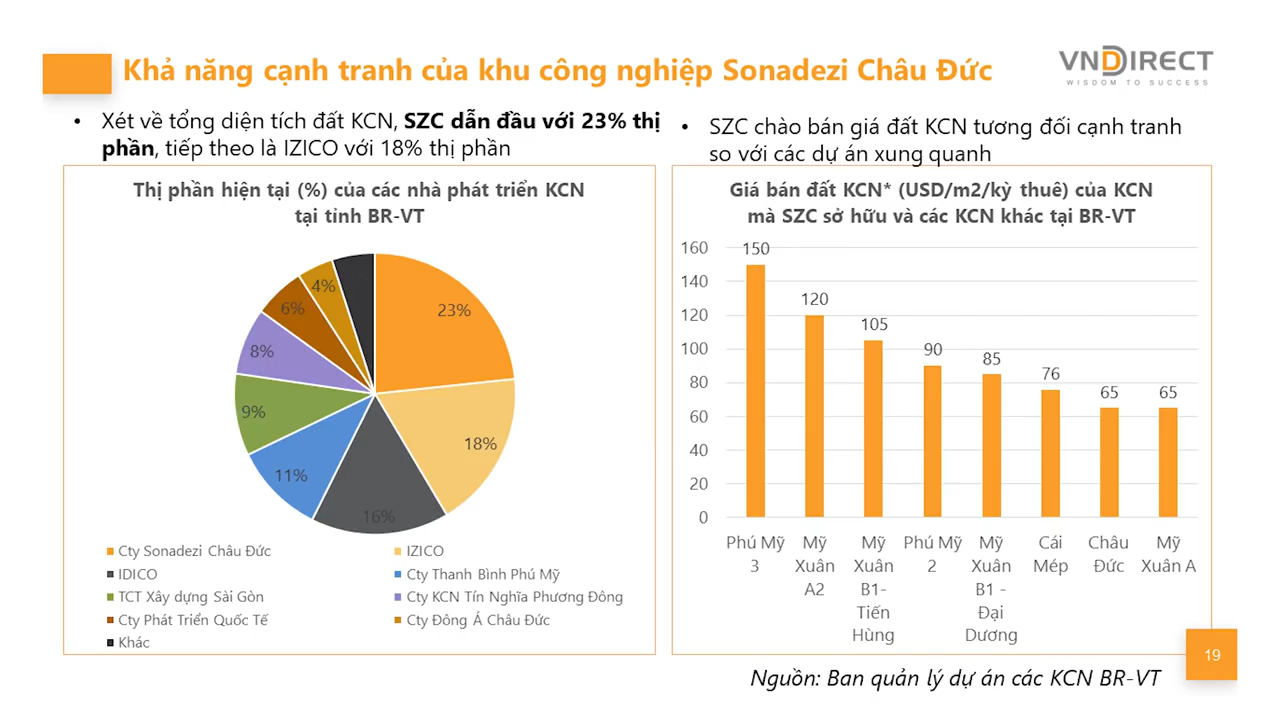 Khả năng cạnh tranh của khu công nghiệp Sonadezi Châu Đức
VNDIRECT
WISDOM TO SUCCESS
• Xét về tổng diện tích đất KCN, SZC dẫn đầu với 23% thị
phần, tiếp theo là IZICO với 18% thị phần
• SZC chào bán giá đất KCN tương đối cạnh tranh
so với các dự án xung quanh
Thị phần hiện tại (%) của các nhà phát triển KCN
tại tỉnh BR-VT
23%
18%
16%
11%
9%
8%
6%
4%
Cty Sonadezi Châu Đức
IZICO
IDICO
Cty Thanh Bình Phú Mỹ
TCT Xây dựng Sài Gòn
Cty KCN Tín Nghĩa Phương Đông
Cty Phát Triển Quốc Tế
Cty Đông Á Châu Đức
Khác
Giá bán đất KCN* (USD/m2/kỳ thuê) của KCN
mà SZC sở hữu và các KCN khác tại BR-VT
160
140
120
100
80
60
40
20
0
150
120
105
90
85
76
65
65
Phú Mỹ
3
Mỹ
Xuân
A2
Mỹ
Xuân
B1-
Tiến
Hùng
Phú Mỹ
2
Mỹ
Xuân
B1 -
Đại
Dương
Cái
Mép
Châu
Đức
Mỹ
Xuân A
19
Nguồn: Ban quản lý dự án các KCN BR-VT